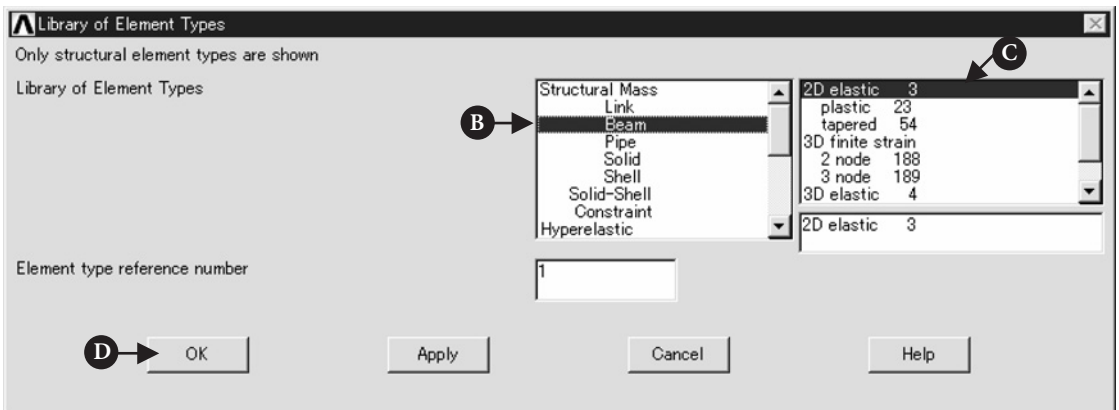 Library of Element Types
Only structural element types are shown
Library of Element Types
Structural Mass
Link
Beam
Pipe
Solid
Shell
Solid-Shell
Constraint
Hyperelastic
2D elastic 3
plastic 23
tapered 54
3D finite strain
2 node 188
3 node 189
3D elastic 4
2D elastic 3
B
C
Element type reference number
1
D
OK
Apply
Cancel
Help